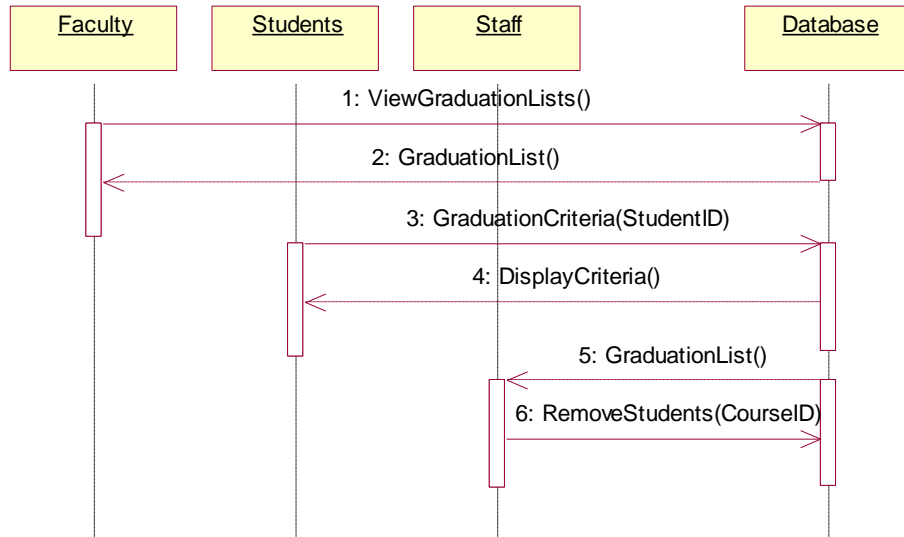 Faculty
Students
Staff
Database
1: ViewGraduationLists()
2: GraduationList()
3: GraduationCriteria(StudentID)
4: DisplayCriteria()
5: GraduationList()
6: RemoveStudents(CourseID)